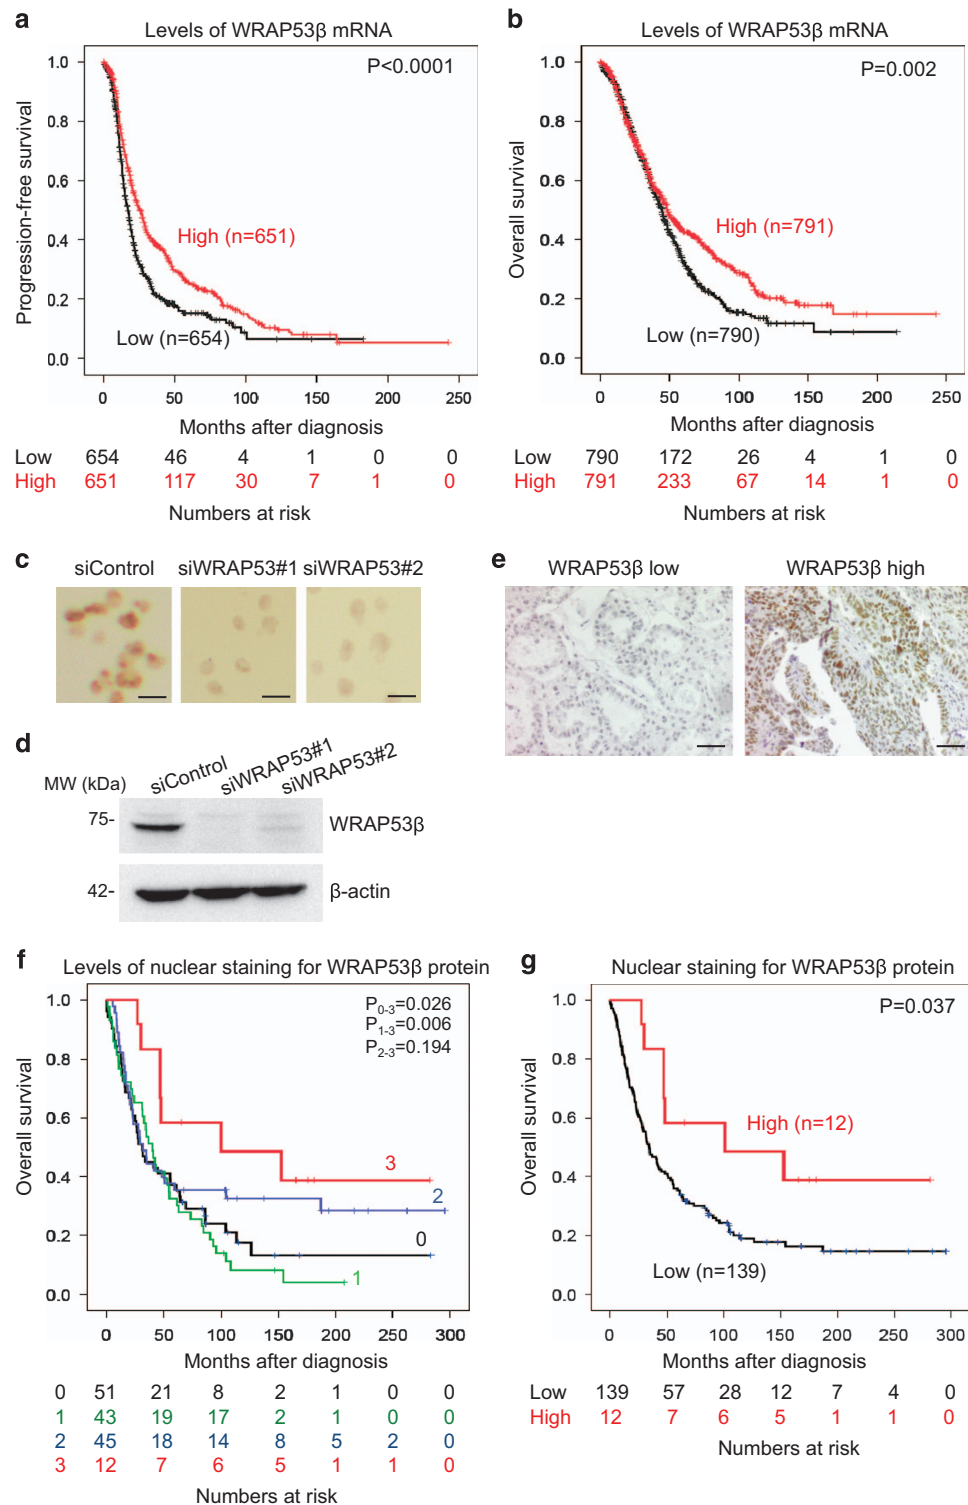 a
Levels of WRAP53β mRNA
P<0.0001
Progression-free survival
1.0
0.8
0.6
0.4
0.2
0.0
High (n=651)
Low (n=654)
0 50 100 150 200 250
Months after diagnosis
Low 654 46 4 1 0 0
High 651 117 30 7 1 0
Numbers at risk
b
Levels of WRAP53β mRNA
P=0.002
Overall survival
1.0
0.8
0.6
0.4
0.2
0.0
High (n=791)
Low (n=790)
0 50 100 150 200 250
Months after diagnosis
Low 790 172 26 4 1 0
High 791 233 67 14 1 0
Numbers at risk
c
siControl siWRAP53#1 siWRAP53#2
d
MW (kDa)
siControl
siWRAP53#1
siWRAP53#2
75-
WRAP53β
42-
β-actin
e
WRAP53β low
WRAP53β high
f
Levels of nuclear staining for WRAP53β protein
P0-3=0.026
P1-3=0.006
P2-3=0.194
Overall survival
1.0
0.8
0.6
0.4
0.2
0.0
3
2
0
1
0 50 100 150 200 250 300
Months after diagnosis
0 51 21 8 2 1 0 0
1 43 19 17 2 1 0 0
2 45 18 14 8 5 2 0
3 12 7 6 5 1 1 0
Numbers at risk
g
Nuclear staining for WRAP53β protein
P=0.037
Overall survival
1.0
0.8
0.6
0.4
0.2
0.0
High (n=12)
Low (n=139)
0 50 100 150 200 250 300
Months after diagnosis
Low 139 57 28 12 7 4 0
High 12 7 6 5 1 1 0
Numbers at risk